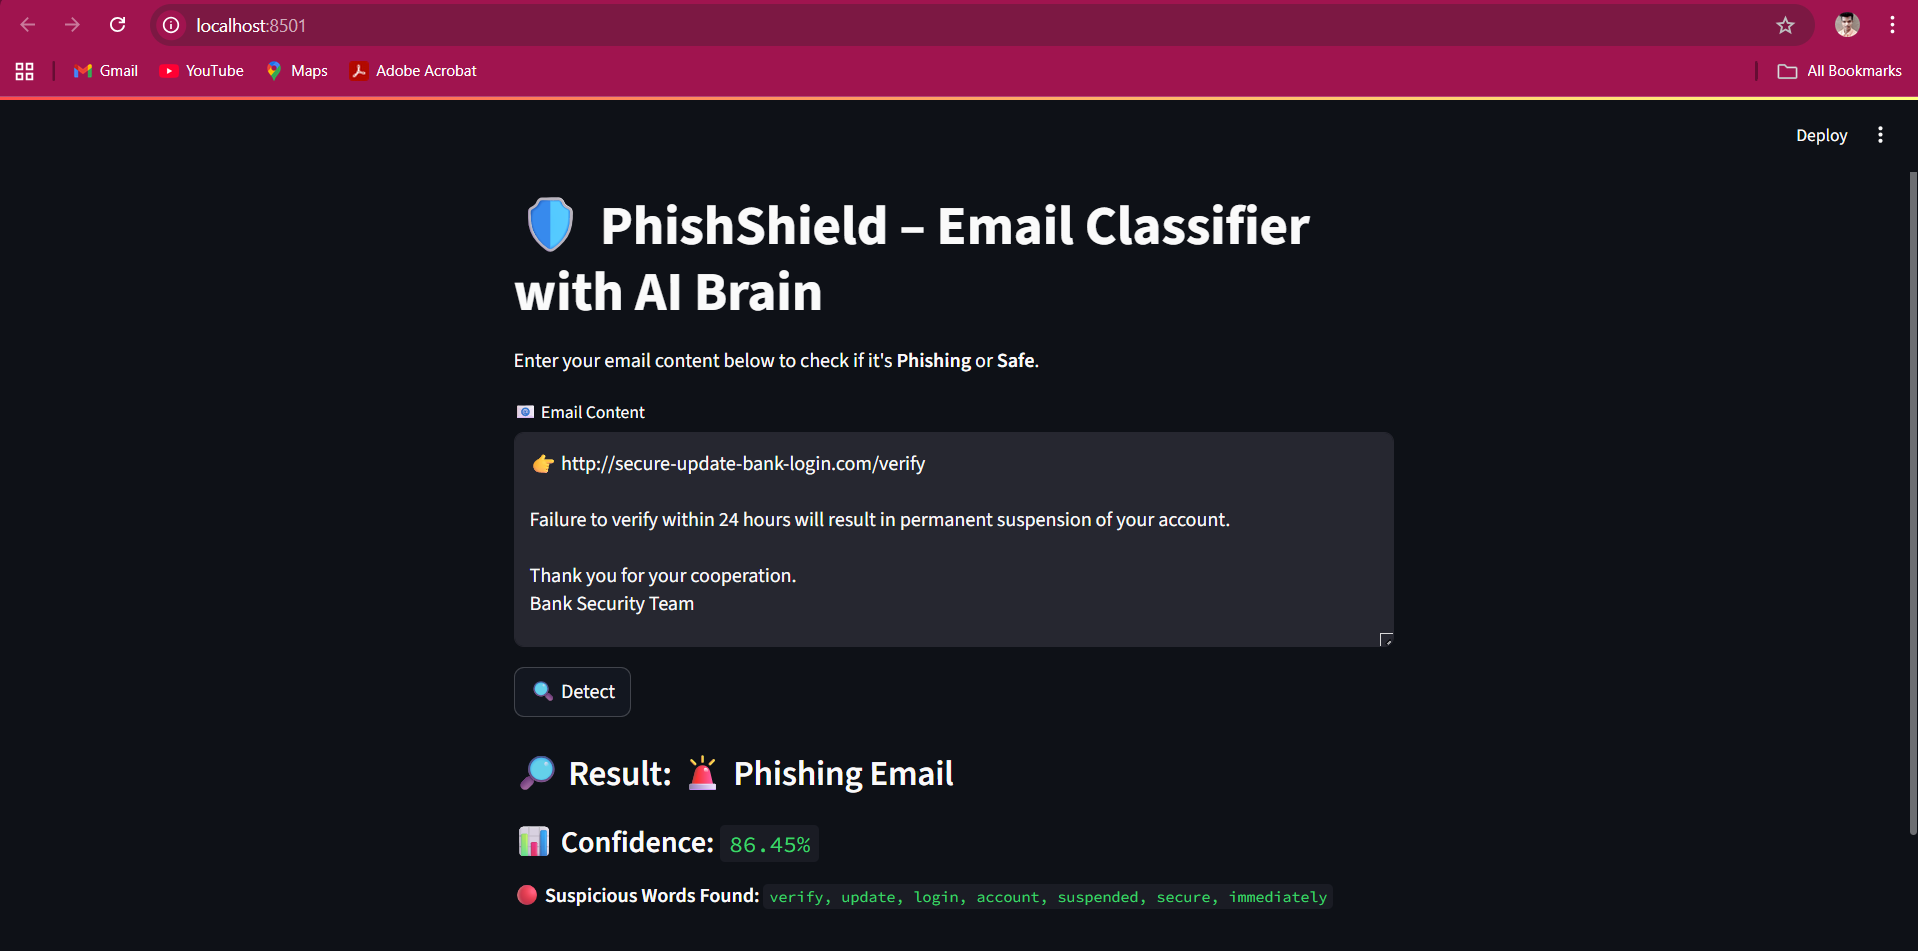 localhost:8501
Gmail YouTube Maps Adobe Acrobat All Bookmarks
Deploy
PhishShield – Email Classifier
with AI Brain
Enter your email content below to check if it's Phishing or Safe.
Email Content
http://secure-update-bank-login.com/verify
Failure to verify within 24 hours will result in permanent suspension of your account.
Thank you for your cooperation.
Bank Security Team
Detect
Result: Phishing Email
Confidence: 86.45%
Suspicious Words Found: verify, update, login, account, suspended, secure, immediately